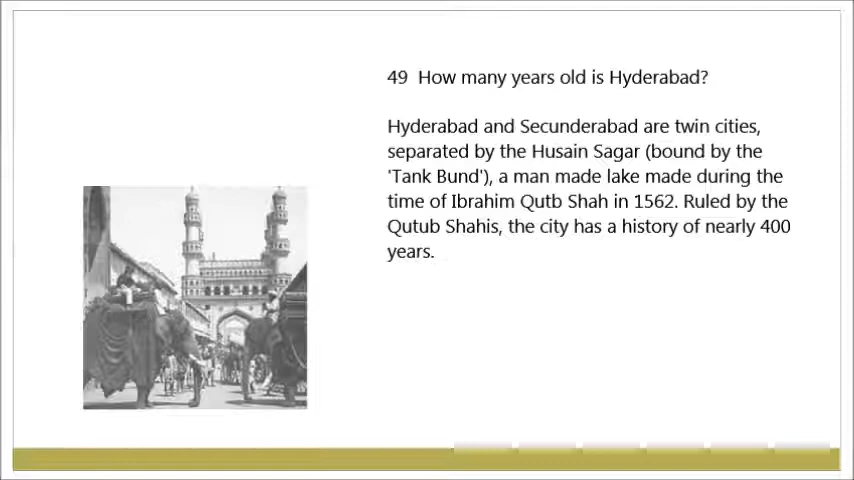 49  How many years old is Hyderabad?
Hyderabad and Secunderabad are twin cities,
separated by the Husain Sagar (bound by the
'Tank Bund'), a man made lake made during the
time of Ibrahim Qutb Shah in 1562. Ruled by the
Qutub Shahis, the city has a history of nearly 400
years.